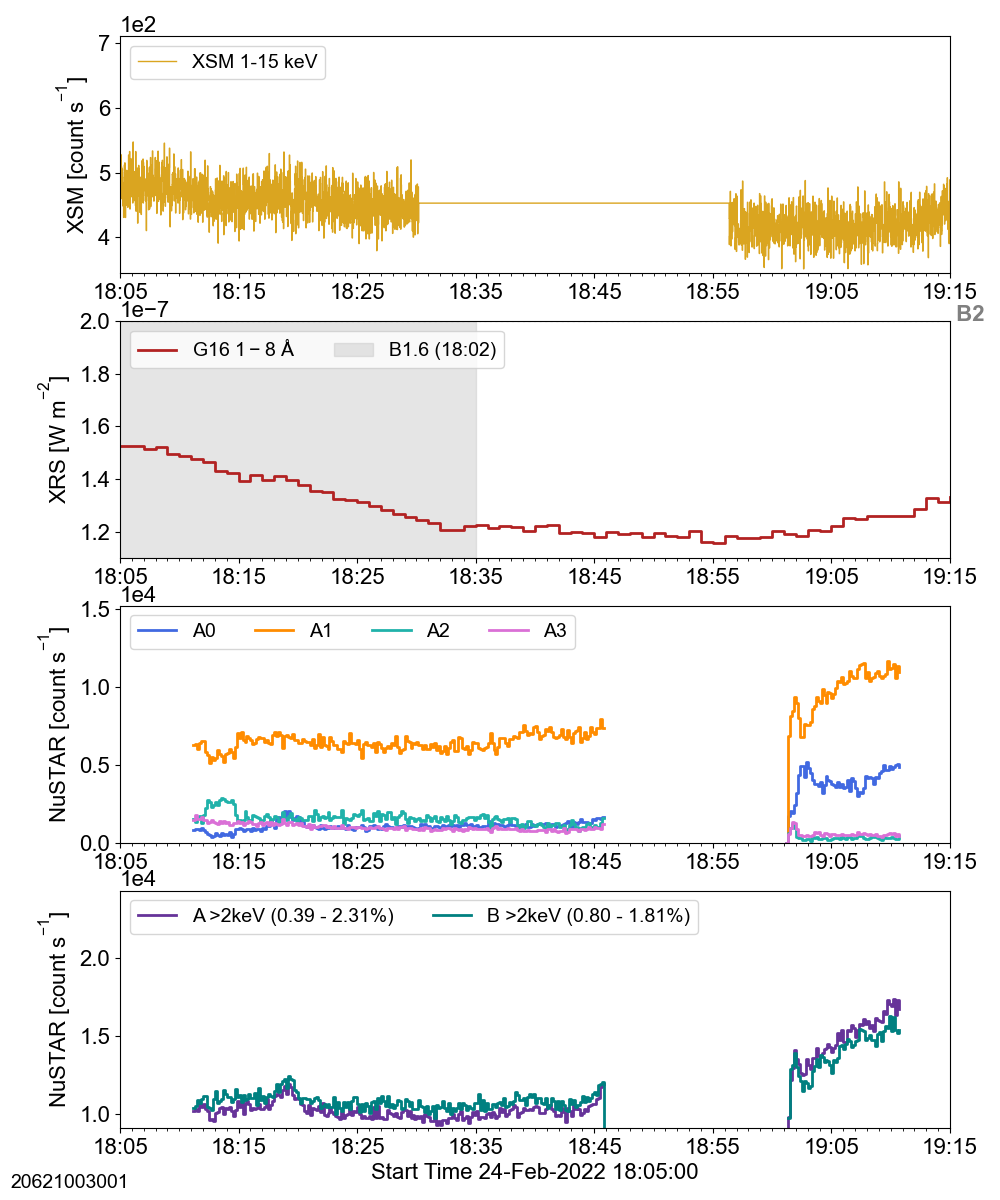 1e2
7
6
5
4
XSM [count s⁻¹]
XSM 1-15 keV
18:05 18:15 18:25 18:35 18:45 18:55 19:05 19:15
1e−7
B2
2.0
1.8
1.6
1.4
1.2
XRS [W m⁻²]
G16 1 − 8 Å B1.6 (18:02)
18:05 18:15 18:25 18:35 18:45 18:55 19:05 19:15
1e4
1.5
1.0
0.5
0.0
NuSTAR [count s⁻¹]
A0 A1 A2 A3
18:05 18:15 18:25 18:35 18:45 18:55 19:05 19:15
1e4
2.0
1.5
1.0
NuSTAR [count s⁻¹]
A >2keV (0.39 - 2.31%) B >2keV (0.80 - 1.81%)
18:05 18:15 18:25 18:35 18:45 18:55 19:05 19:15
Start Time 24-Feb-2022 18:05:00
20621003001